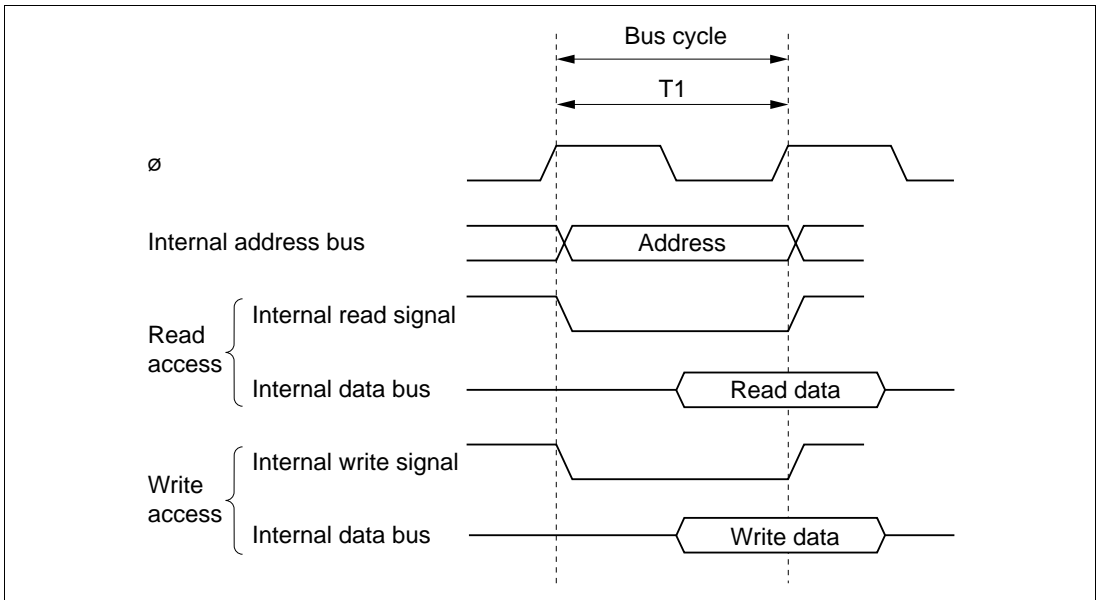 Bus cycle
T1
ø
Internal address bus
Address
Read
access
Internal read signal
Internal data bus
Read data
Write
access
Internal write signal
Internal data bus
Write data